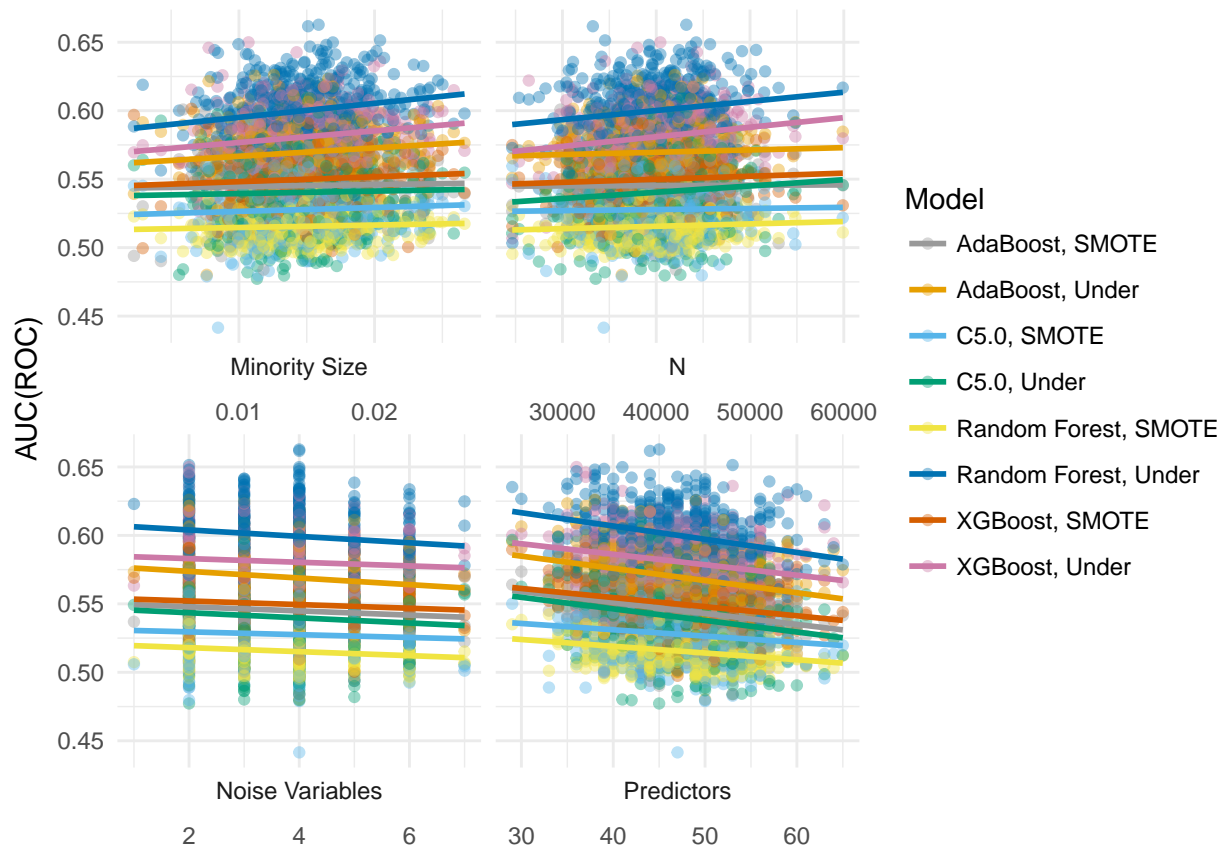 0.65
0.60
0.55
0.50
0.45
Minority Size
N
0.01
0.02
30000
40000
50000
60000
AUC(ROC)
0.65
0.60
0.55
0.50
0.45
Noise Variables
Predictors
2
4
6
30
40
50
60
Model
AdaBoost, SMOTE
AdaBoost, Under
C5.0, SMOTE
C5.0, Under
Random Forest, SMOTE
Random Forest, Under
XGBoost, SMOTE
XGBoost, Under